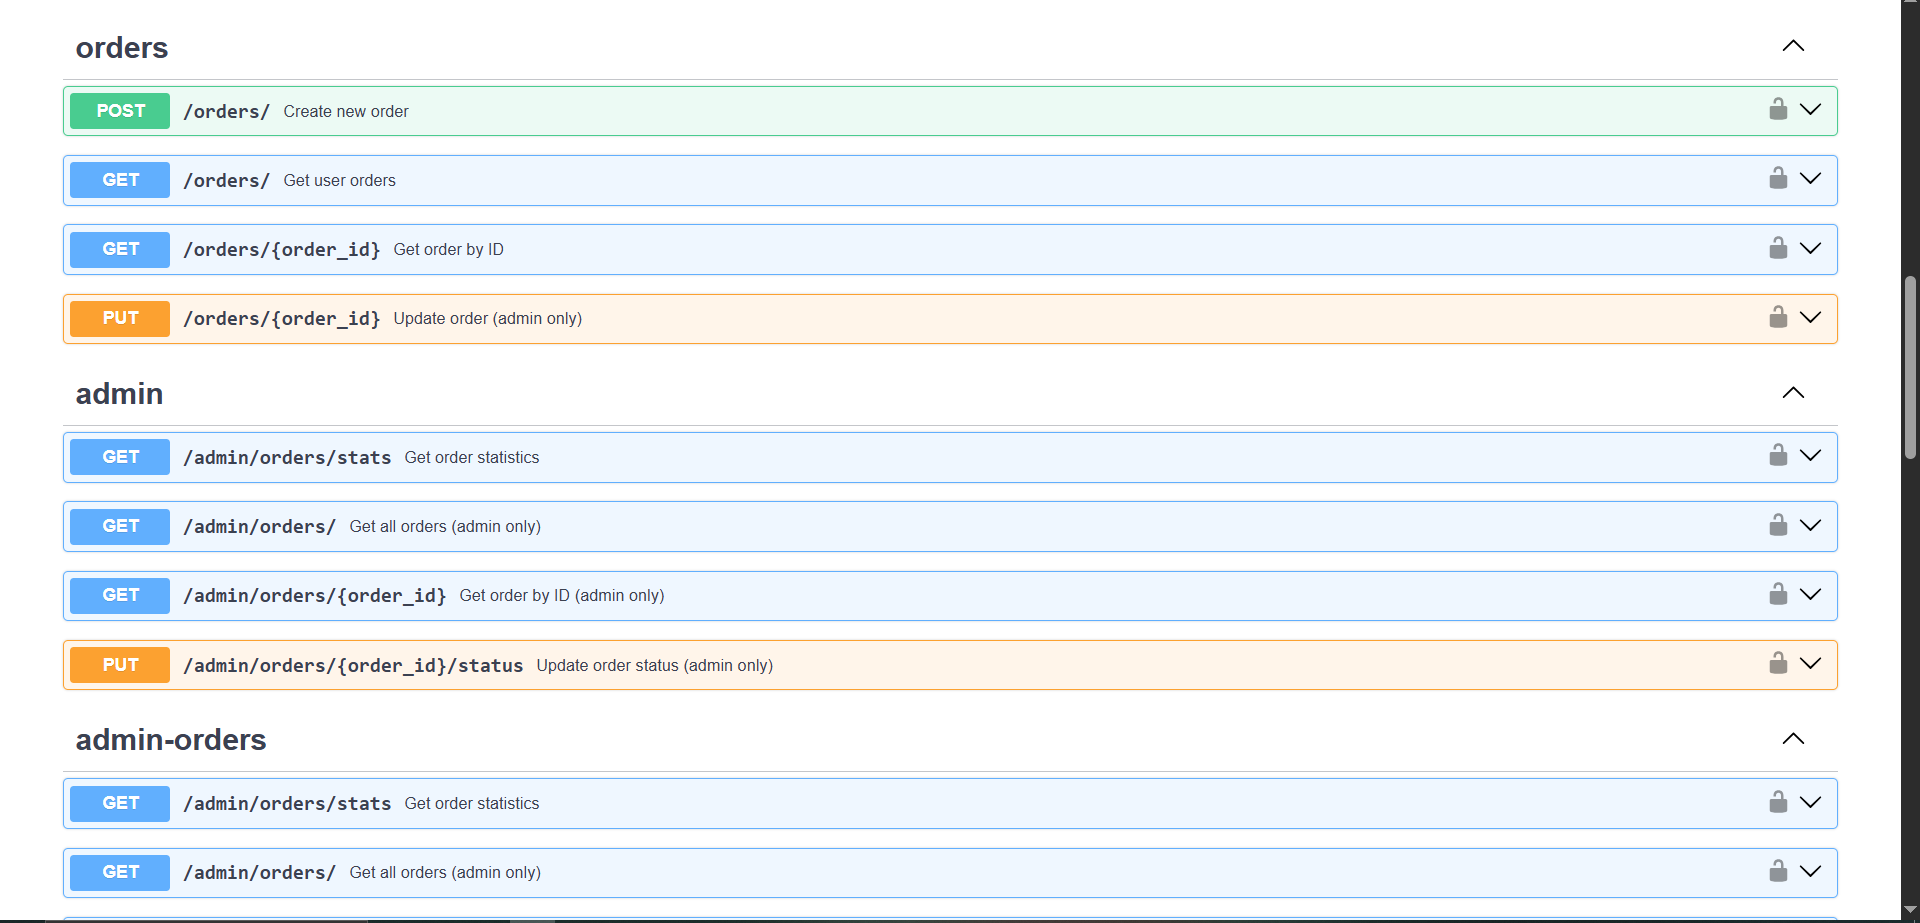 orders
POST /orders/ Create new order
GET /orders/ Get user orders
GET /orders/{order_id} Get order by ID
PUT /orders/{order_id} Update order (admin only)
admin
GET /admin/orders/stats Get order statistics
GET /admin/orders/ Get all orders (admin only)
GET /admin/orders/{order_id} Get order by ID (admin only)
PUT /admin/orders/{order_id}/status Update order status (admin only)
admin-orders
GET /admin/orders/stats Get order statistics
GET /admin/orders/ Get all orders (admin only)